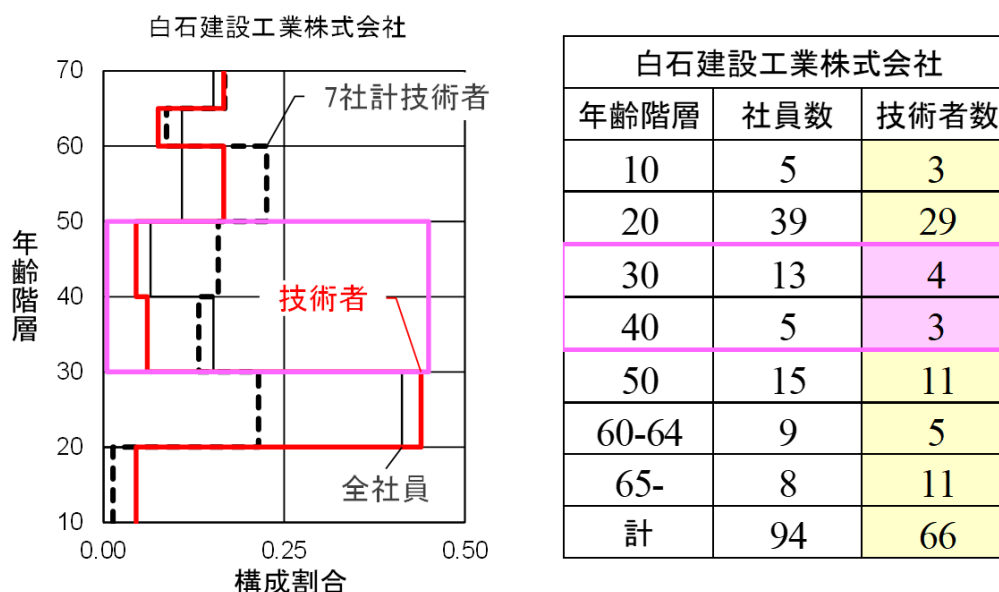 白石建設工業株式会社
70
60
50
40
30
20
10
年齢階層
7社計技術者
技術者
全社員
0.00 0.25 0.50
構成割合
白石建設工業株式会社
年齢階層 社員数 技術者数
10 5 3
20 39 29
30 13 4
40 5 3
50 15 11
60-64 9 5
65- 8 11
計 94 66